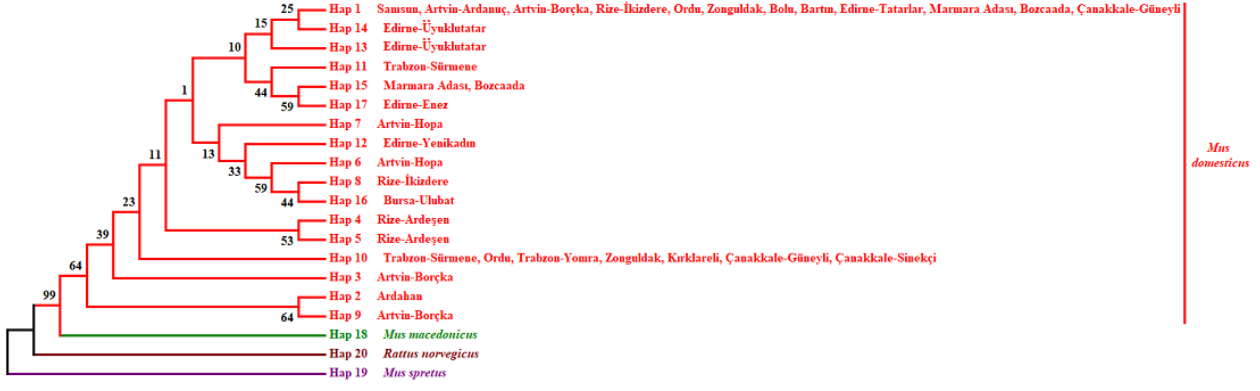 25 Hap 1 Samsun, Artvin-Ardanuç, Artvin-Borçka, Rize-İkizdere, Ordu, Zonguldak, Bolu, Bartın, Edirne-Tatarlar, Marmara Adası, Bozcaada, Çanakkale-Güneyli
15 Hap 14 Edirne-Üyuklutatar
10 Hap 13 Edirne-Üyuklutatar
Hap 11 Trabzon-Sürmene
1 44 Hap 15 Marmara Adası, Bozcaada
59 Hap 17 Edirne-Enez
Hap 7 Artvin-Hopa
13 Hap 12 Edirne-Yenikadın
Mus
11 33 Hap 6 Artvin-Hopa
domesticus
59 Hap 8 Rize-İkizdere
23 44 Hap 16 Bursa-Ulubat
Hap 4 Rize-Ardeşen
39 53 Hap 5 Rize-Ardeşen
Hap 10 Trabzon-Sürmene, Ordu, Trabzon-Yomra, Zonguldak, Kırklareli, Çanakkale-Güneyli, Çanakkale-Sinekçi
64 Hap 3 Artvin-Borçka
99 Hap 2 Ardahan
64 Hap 9 Artvin-Borçka
Hap 18 Mus macedonicus
Hap 20 Rattus norvegicus
Hap 19 Mus spretus